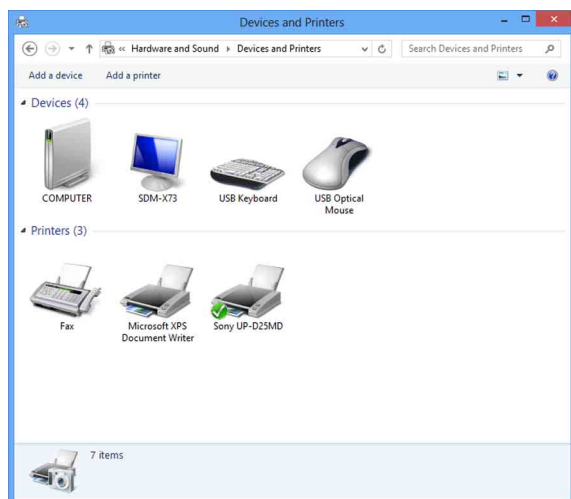 Devices and Printers
« Hardware and Sound Devices and Printers Search Devices and Printers
Add a device Add a printer
Devices (4)
COMPUTER SDM-X73 USB Keyboard USB Optical
Mouse
Printers (3)
Fax Microsoft XPS Sony UP-D25MD
Document Writer
7 items